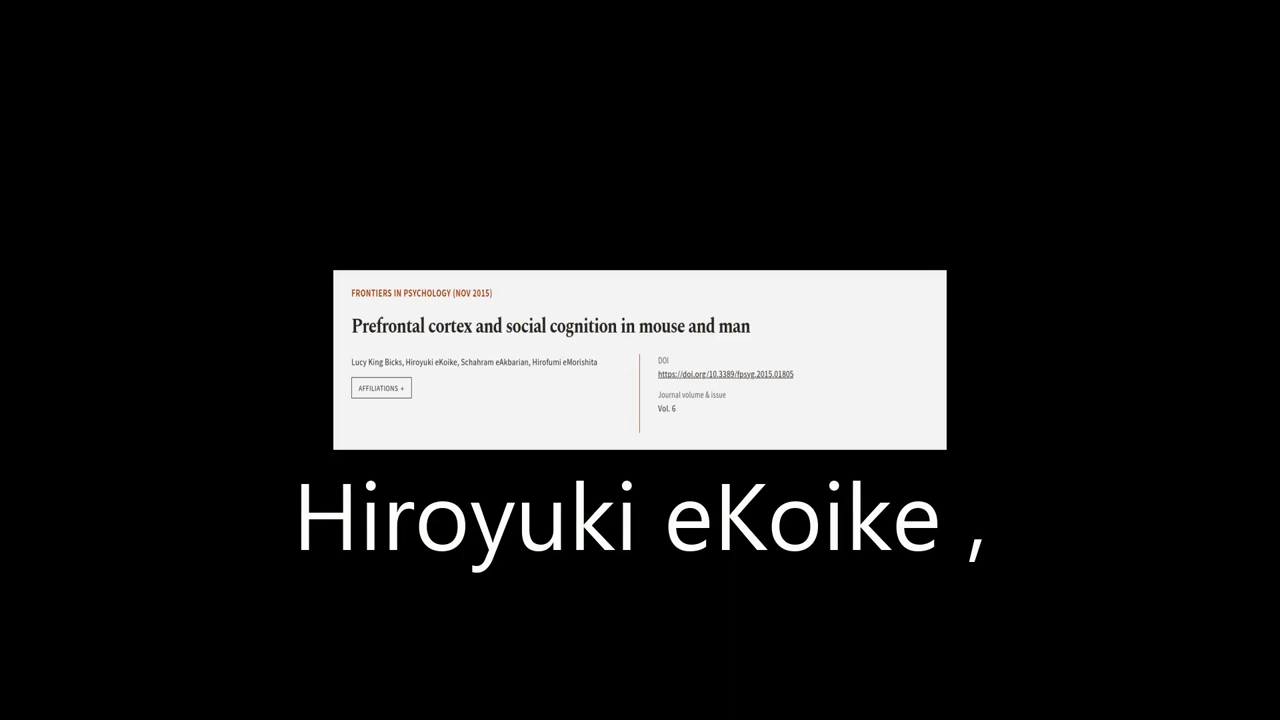 FRONTIERS IN PSYCHOLOGY (NOV 2015)
Prefrontal cortex and social cognition in mouse and man
Lucy King Bicks, Hiroyuki eKoike, Schahram eAkbarian, Hirofumi eMorishita
AFFILIATIONS +
DOI
https://doi.org/10.3389/fpsyg.2015.01805
Journal volume & issue
Vol. 6
Hiroyuki eKoike ,